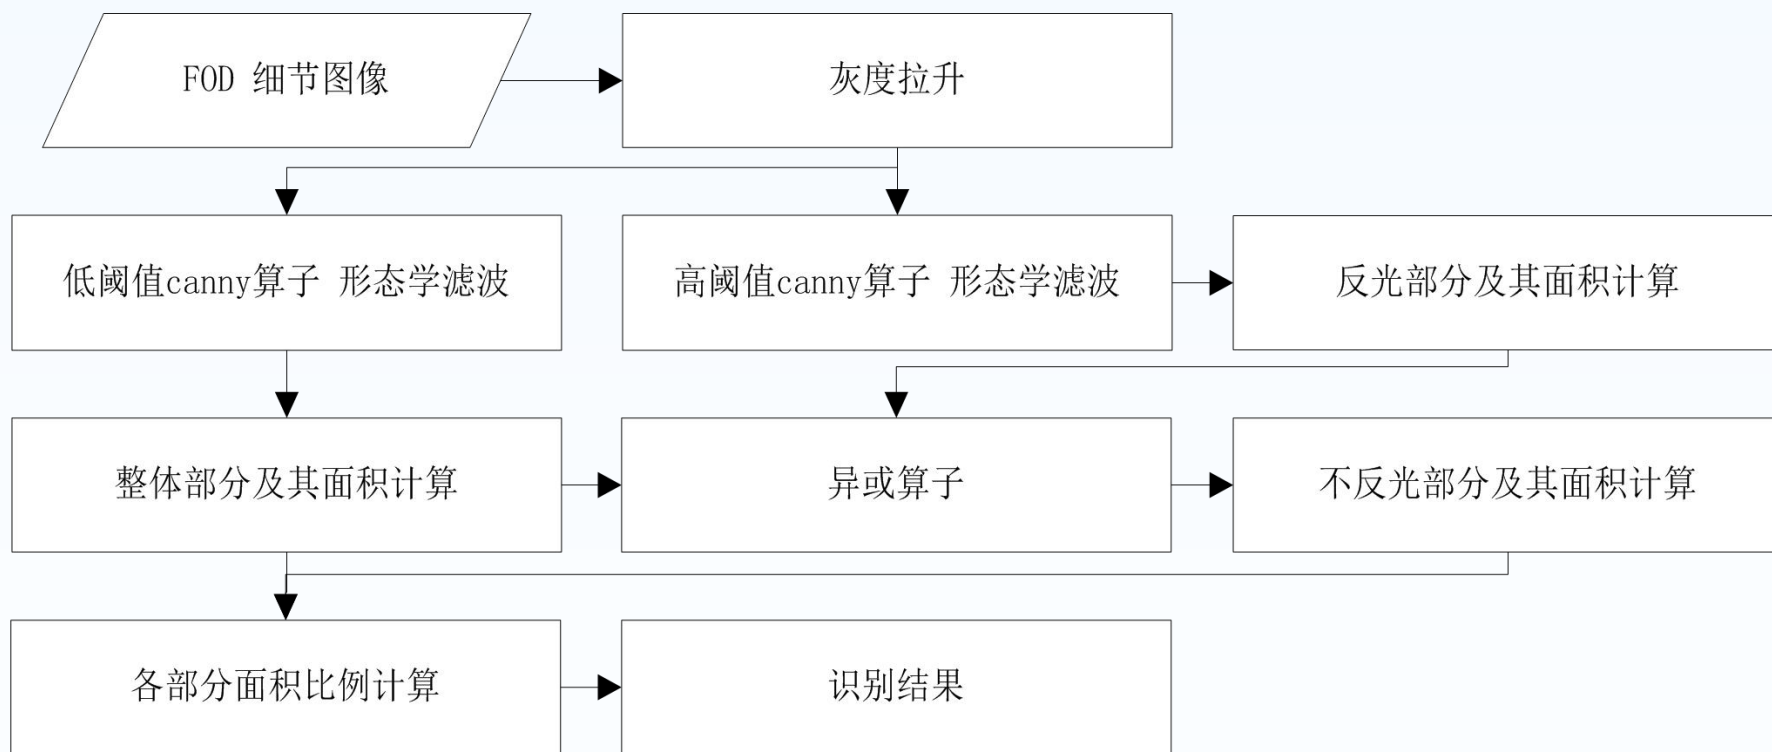 FOD 细节图像
灰度拉升
低阈值canny算子 形态学滤波
高阈值canny算子 形态学滤波
反光部分及其面积计算
整体部分及其面积计算
异或算子
不反光部分及其面积计算
各部分面积比例计算
识别结果